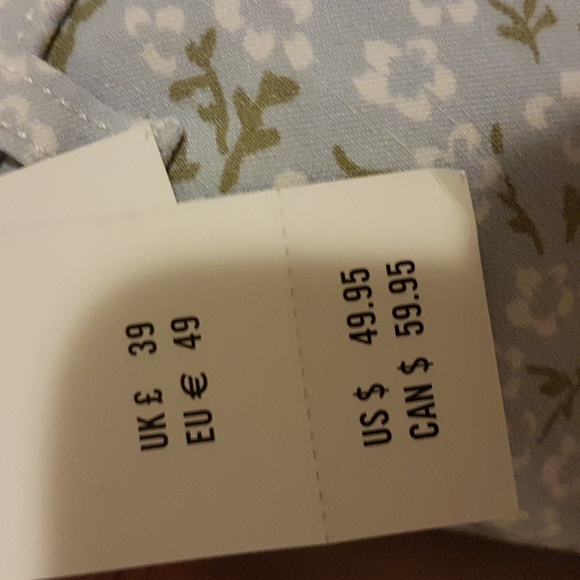 UK £ 39
EU € 49
US $ 49.95
CAN $ 59.95